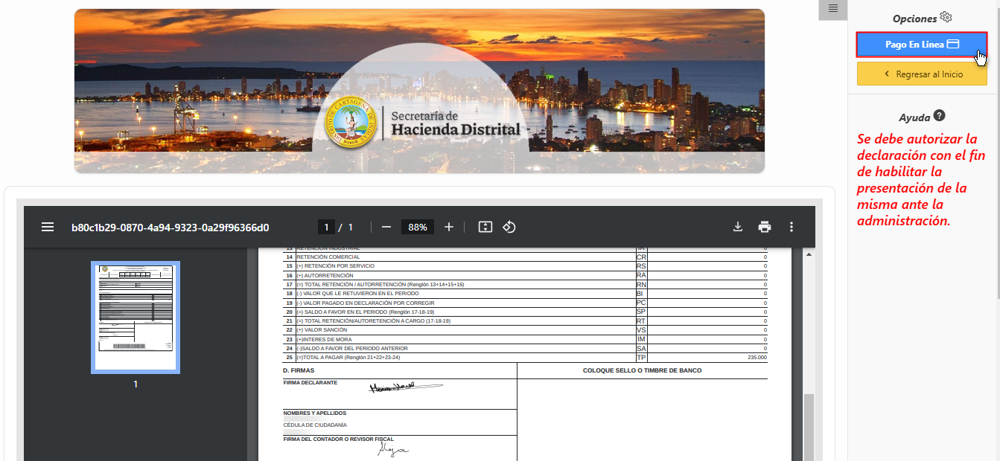 Opciones
Pago En Linea
Regresar al Inicio
Ayuda
Se debe autorizar la
declaración con el fin
de habilitar la
presentación de la
misma ante la
administración.
DISTRITO DE CARTAGENA DE INDIAS
Secretaría de
Hacienda Distrital
b80c1b29-0870-4a94-9323-0a29f96366d0
1 / 1
88%
1
13 RETENCIÓN INDUSTRIAL IR 0
14 RETENCIÓN COMERCIAL CR 0
15 (+) RETENCIÓN POR SERVICIO RS 0
16 (+) AUTORRETENCIÓN RA 0
17 (=) TOTAL RETENCIÓN / AUTORRETENCIÓN (Renglón 13+14+15+16) RN 0
18 (-) VALOR QUE LE RETUVIERON EN EL PERIODO BI 0
19 (-) VALOR PAGADO EN DECLARACIÓN POR CORREGIR PC 0
20 (=) SALDO A FAVOR EN EL PERIODO (Renglón 17-18-19) SP 0
21 (=) TOTAL RETENCIÓN/AUTORETENCIÓN A CARGO (17-18-19) RT 0
22 (+) VALOR SANCIÓN VS 0
23 (+)INTERES DE MORA IM 0
24 (-)SALDO A FAVOR DEL PERIODO ANTERIOR SA 0
25 (=)TOTAL A PAGAR (Renglón 21+22+23-24) TP 235.000
D. FIRMAS
COLOQUE SELLO O TIMBRE DE BANCO
FIRMA DECLARANTE
NOMBRES Y APELLIDOS
CÉDULA DE CIUDADANÍA
FIRMA DEL CONTADOR O REVISOR FISCAL